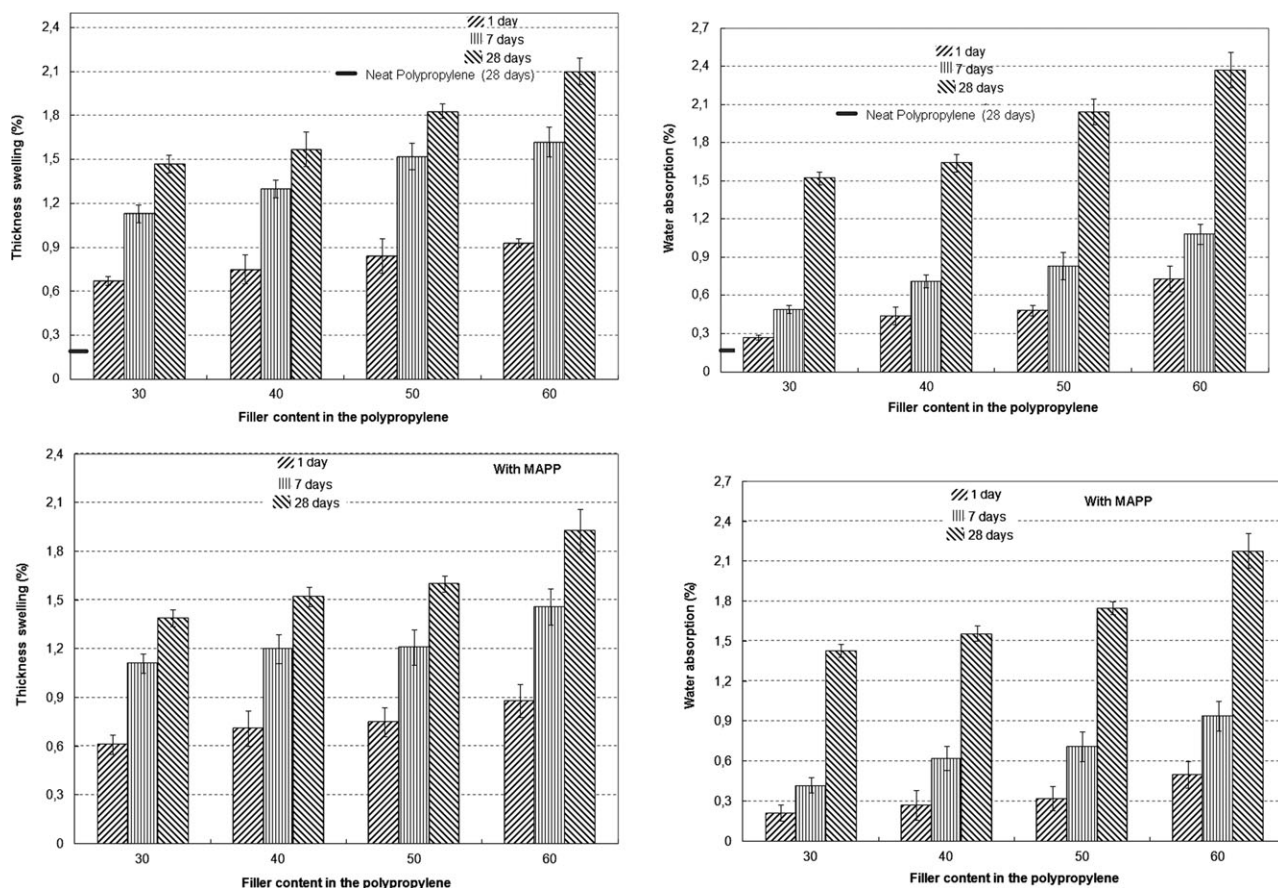 2,4
2,1
1,8
1,5
1,2
0,9
0,6
0,3
0
Thickness swelling (%)
1 day
7 days
28 days
Neat Polypropylene (28 days)
30 40 50 60
Filler content in the polypropylene
2,7
2,4
2,1
1,8
1,5
1,2
0,9
0,6
0,3
0
Water absorption (%)
1 day
7 days
28 days
Neat Polypropylene (28 days)
30 40 50 60
Filler content in the polypropylene
2,4
2,1
1,8
1,5
1,2
0,9
0,6
0,3
0
Thickness swelling (%)
With MAPP
1 day
7 days
28 days
30 40 50 60
Filler content in the polypropylene
2,7
2,4
2,1
1,8
1,5
1,2
0,9
0,6
0,3
0
Water absorption (%)
1 day
With MAPP
7 days
28 days
30 40 50 60
Filler content in the polypropylene